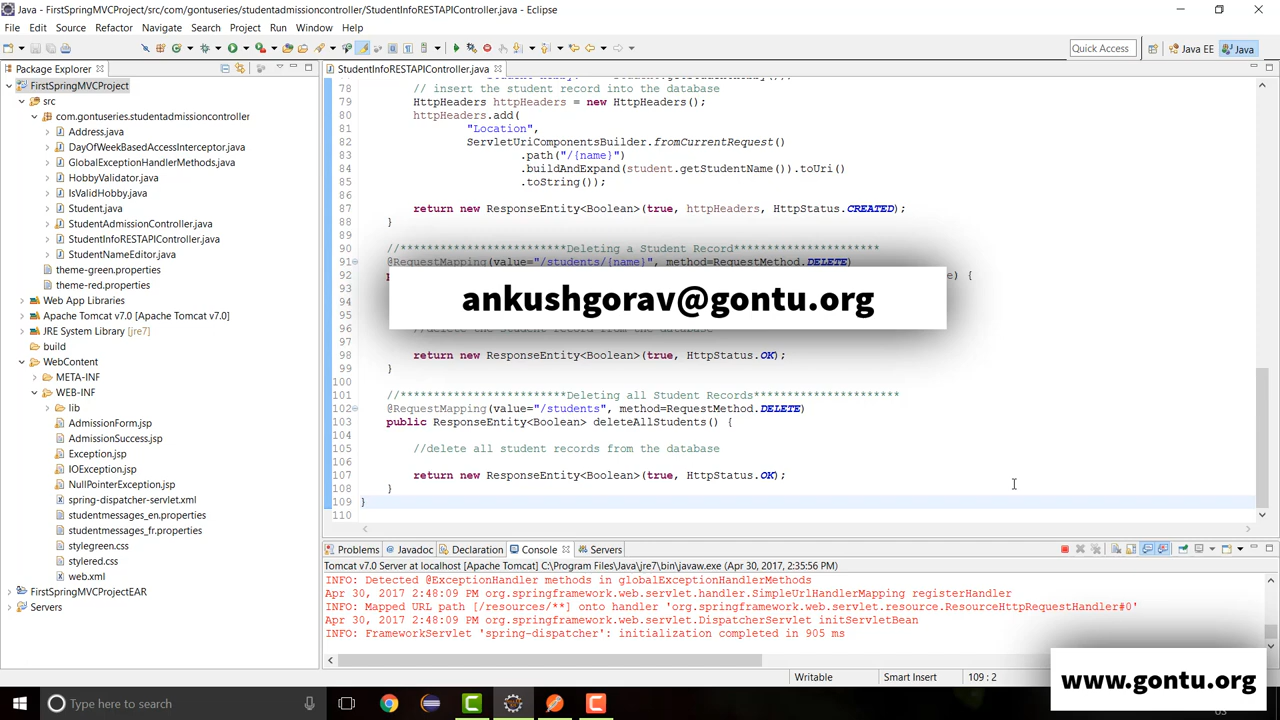 FirstSpringMVCProject/src/com/gontuseries/studentadmissioncontroller/StudentInfoRESTAPIController.java - Eclipse
File Edit Source Refactor Navigate Search Project Run Window Help
Quick Access
Java EE
Java
Package Explorer
StudentInfoRESTAPIController.java
FirstSpringMVCProject
src
com.gontuseries.studentadmissioncontroller
Address.java
DayOfWeekBasedAccessInterceptor.java
GlobalExceptionHandlerMethods.java
HobbyValidator.java
IsValidHobby.java
Student.java
StudentAdmissionController.java
StudentInfoRESTAPIController.java
StudentNameEditor.java
theme-green.properties
theme-red.properties
Web App Libraries
Apache Tomcat v7.0 [Apache Tomcat v7.0]
JRE System Library [jre7]
build
WebContent
META-INF
WEB-INF
lib
AdmissionForm.jsp
AdmissionSuccess.jsp
Exception.jsp
IOException.jsp
NullPointerException.jsp
spring-dispatcher-servlet.xml
studentmessages_en.properties
studentmessages_fr.properties
stylegreen.css
stylered.css
web.xml
FirstSpringMVCProjectEAR
Servers
78 // insert the student record into the database
79 HttpHeaders httpHeaders = new HttpHeaders();
80 httpHeaders.add(
81 "Location",
82 ServletUriComponentsBuilder.fromCurrentRequest()
83 .path("/{name}")
84 .buildAndExpand(student.getStudentName()).toUri()
85 .toString());
86
87 return new ResponseEntity<Boolean>(true, httpHeaders, HttpStatus.CREATED);
88 }
89
90 //*************************Deleting a Student Record**********************
91 @RequestMapping(value="/students/{name}", method=RequestMethod.DELETE)
92 e) {
93
94
95
96 //delete the student record from the database
97
98 return new ResponseEntity<Boolean>(true, HttpStatus.OK);
99 }
100
101 //*************************Deleting all Student Records**********************
102 @RequestMapping(value="/students", method=RequestMethod.DELETE)
103 public ResponseEntity<Boolean> deleteAllStudents() {
104
105 //delete all student records from the database
106
107 return new ResponseEntity<Boolean>(true, HttpStatus.OK);
108 }
109 }
110
ankushgorav@gontu.org
Problems Javadoc Declaration Console Servers
Tomcat v7.0 Server at localhost [Apache Tomcat] C:\Program Files\Java\jre7\bin\javaw.exe (Apr 30, 2017 2:35:56 PM)
INFO: Detected @ExceptionHandler methods in globalExceptionHandlerMethods
Apr 30, 2017 2:48:09 PM org.springframework.web.servlet.handler.SimpleUrlHandlerMapping registerHandler
INFO: Mapped URL path [/resources/**] onto handler 'org.springframework.web.servlet.resource.ResourceHttpRequestHandler#0'
Apr 30, 2017 2:48:09 PM org.springframework.web.servlet.DispatcherServlet initServletBean
INFO: FrameworkServlet 'spring-dispatcher': initialization completed in 905 ms
Writable
Smart Insert
109 : 2
www.gontu.org
Type here to search